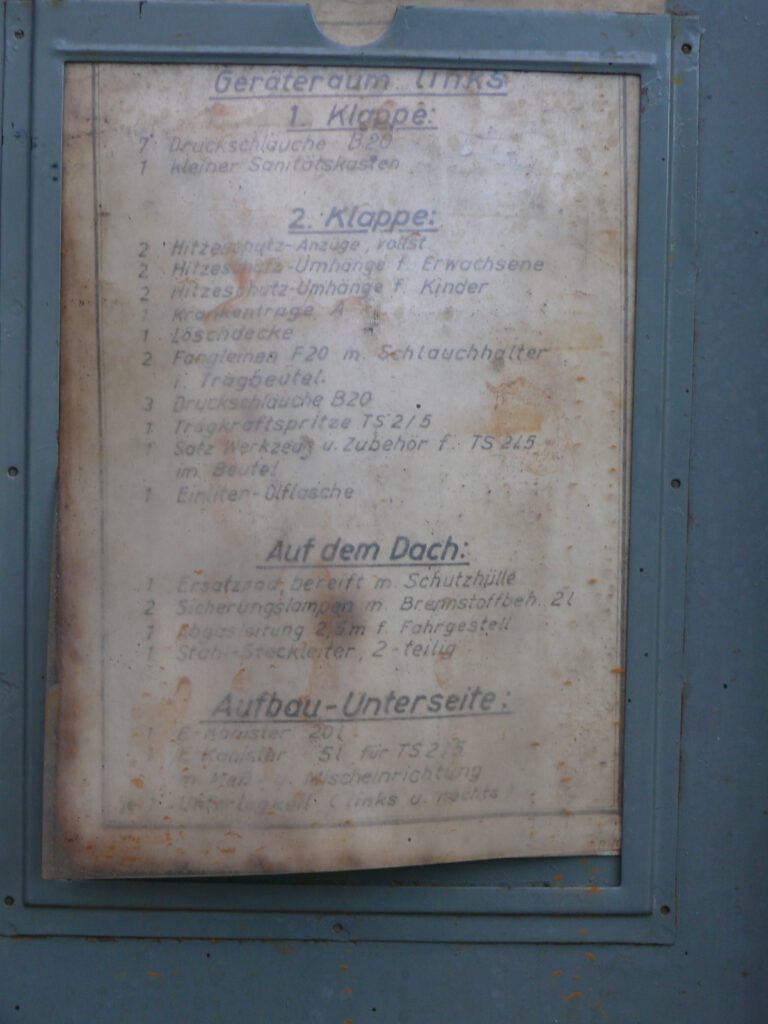 Geräteraum links
1. Klappe:
7 Druckschläuche B20
1 kleiner Sanitätskasten
2. Klappe:
2 Hitzeschutz-Anzüge, vollst.
2 Hitzeschutz-Umhänge f. Erwachsene
2 Hitzeschutz-Umhänge f. Kinder
1 Krankentrage A
1 Löschdecke
2 Fangleinen F20 m. Schlauchhalter
i. Tragbeutel.
3 Druckschläuche B20
1 Tragkraftspritze TS 2/5
1 Satz Werkzeug u. Zubehör f. TS 2/5
im Beutel
1 Einliter-Ölflasche
Auf dem Dach:
1 Ersatzrad, bereift m. Schutzhülle
2 Sicherungslampen m. Brennstoffbeh. 2l
1 Abgasleitung 2,5m f. Fahrgestell
1 Stahl-Steckleiter, 2-teilig
Aufbau-Unterseite:
1 E-Kanister 20l
1 E-Kanister 5l für TS 2/5
m. Meß- u. Mischeinrichtung
Unterlegkeil (links u. rechts)